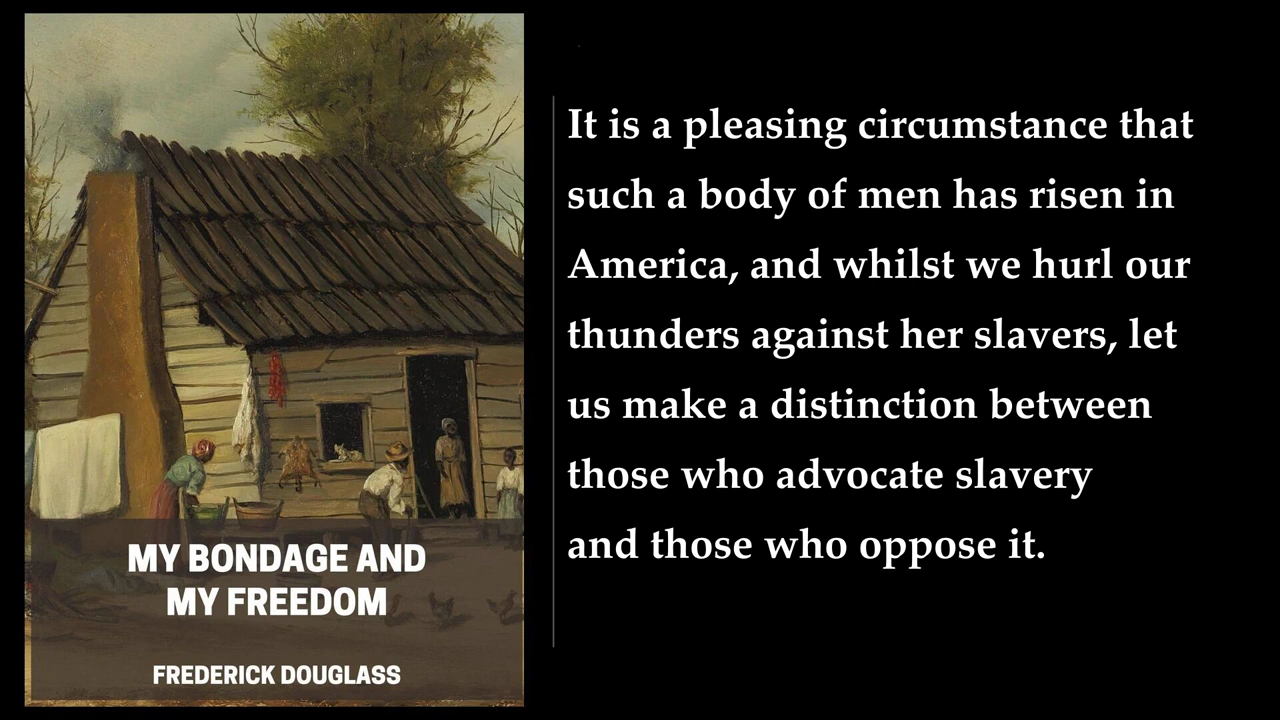 MY BONDAGE AND
MY FREEDOM
FREDERICK DOUGLASS
It is a pleasing circumstance that
such a body of men has risen in
America, and whilst we hurl our
thunders against her slavers, let
us make a distinction between
those who advocate slavery
and those who oppose it.